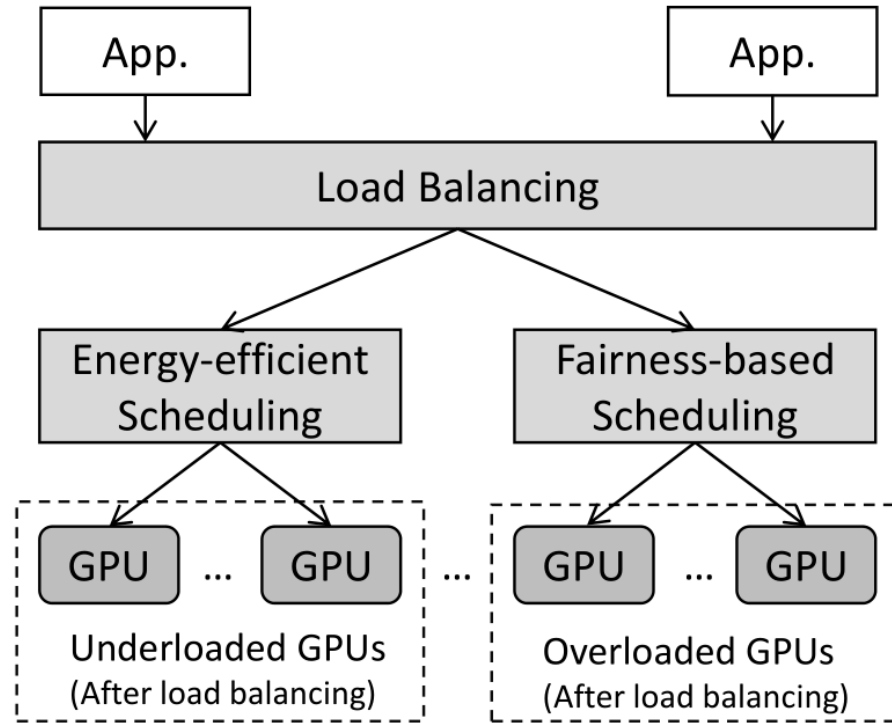 App.
App.
Load Balancing
Energy-efficient
Scheduling
Fairness-based
Scheduling
GPU ... GPU ... GPU ... GPU
Underloaded GPUs
(After load balancing)
Overloaded GPUs
(After load balancing)